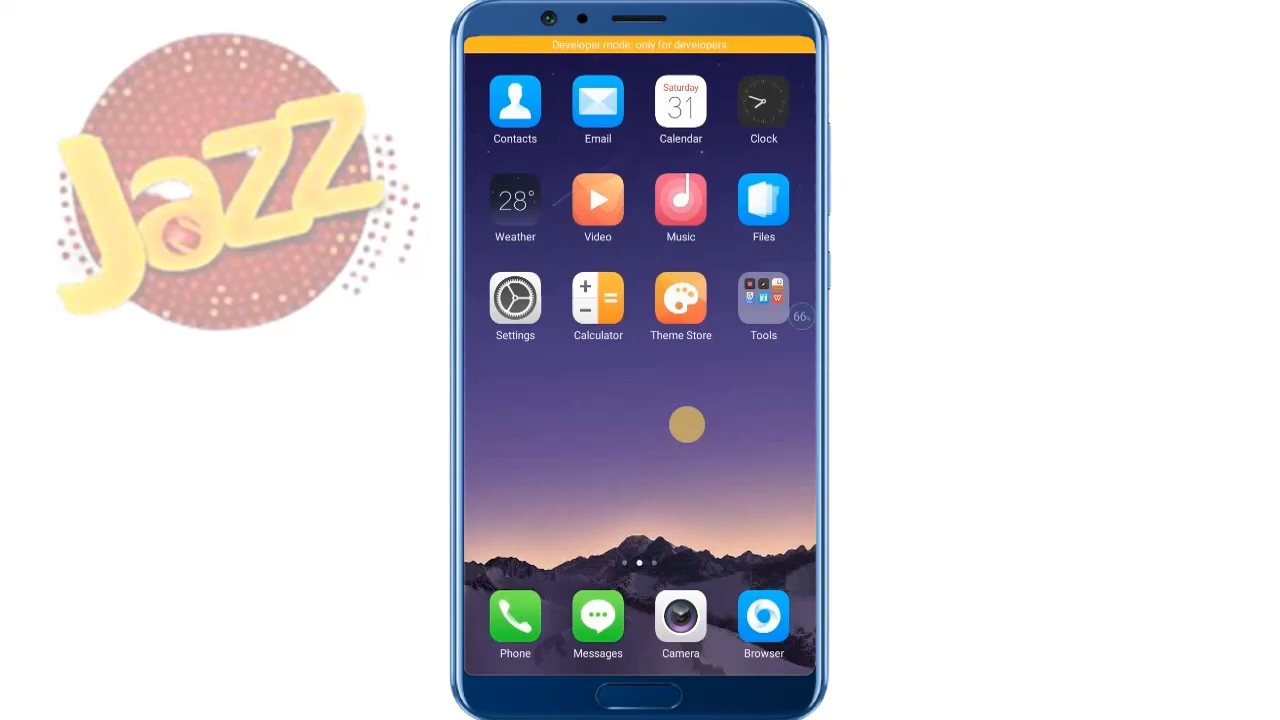 Jazz
Developer mode: only for developers
Saturday
31
Contacts
Email
Calendar
Clock
28°
Weather
Video
Music
Files
Settings
Calculator
Theme Store
Tools
66%
Phone
Messages
Camera
Browser